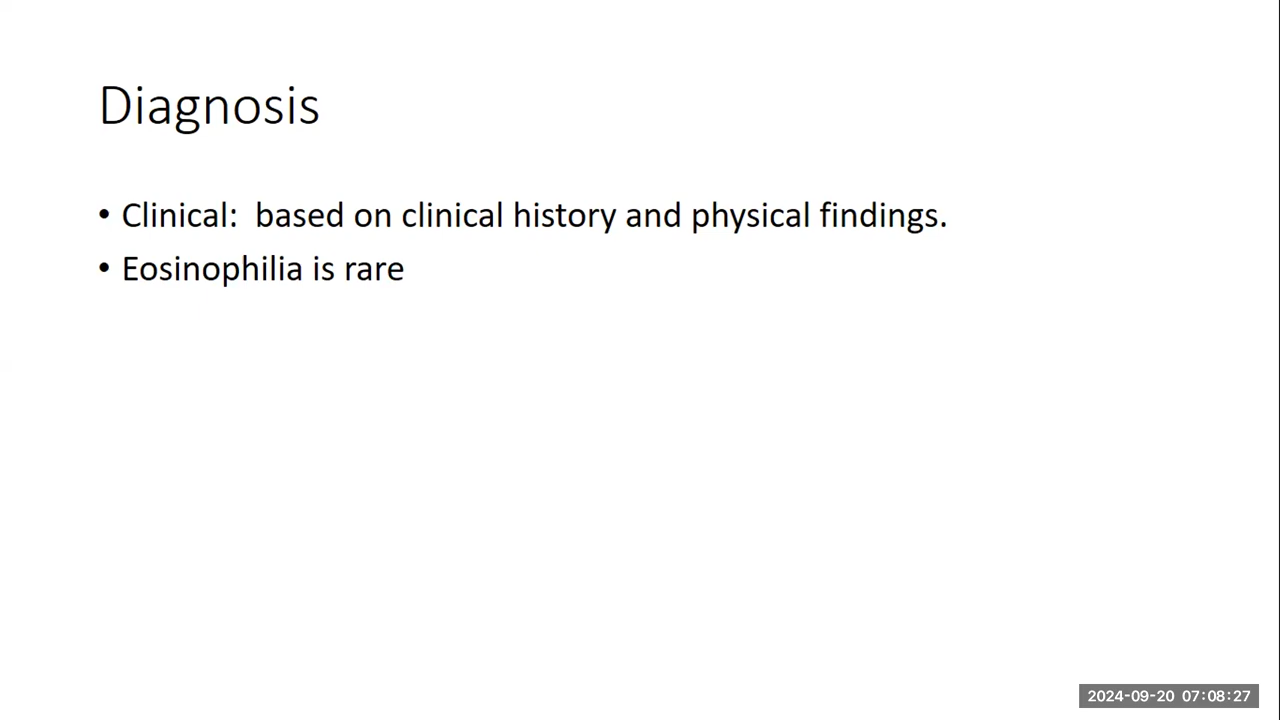 Diagnosis
• Clinical:  based on clinical history and physical findings.
• Eosinophilia is rare
2024-09-20 07:08:27